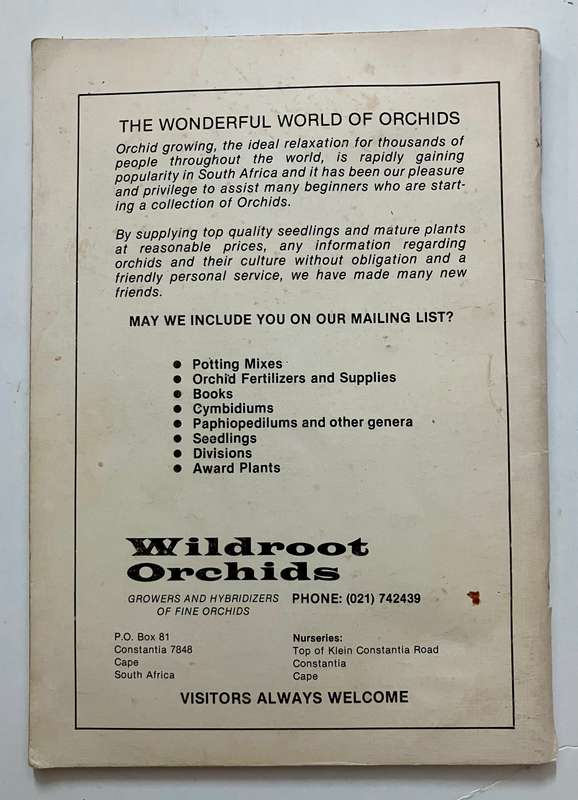 THE WONDERFUL WORLD OF ORCHIDS
Orchid growing, the ideal relaxation for thousands of
people throughout the world, is rapidly gaining
popularity in South Africa and it has been our pleasure
and privilege to assist many beginners who are start-
ing a collection of Orchids.
By supplying top quality seedlings and mature plants
at reasonable prices, any information regarding
orchids and their culture without obligation and a
friendly personal service, we have made many new
friends.
MAY WE INCLUDE YOU ON OUR MAILING LIST?
● Potting Mixes
● Orchid Fertilizers and Supplies
● Books
● Cymbidiums
● Paphiopedilums and other genera
● Seedlings
● Divisions
● Award Plants
Wildroot
Orchids
GROWERS AND HYBRIDIZERS
OF FINE ORCHIDS
PHONE: (021) 742439
P.O. Box 81
Constantia 7848
Cape
South Africa
Nurseries:
Top of Klein Constantia Road
Constantia
Cape
VISITORS ALWAYS WELCOME